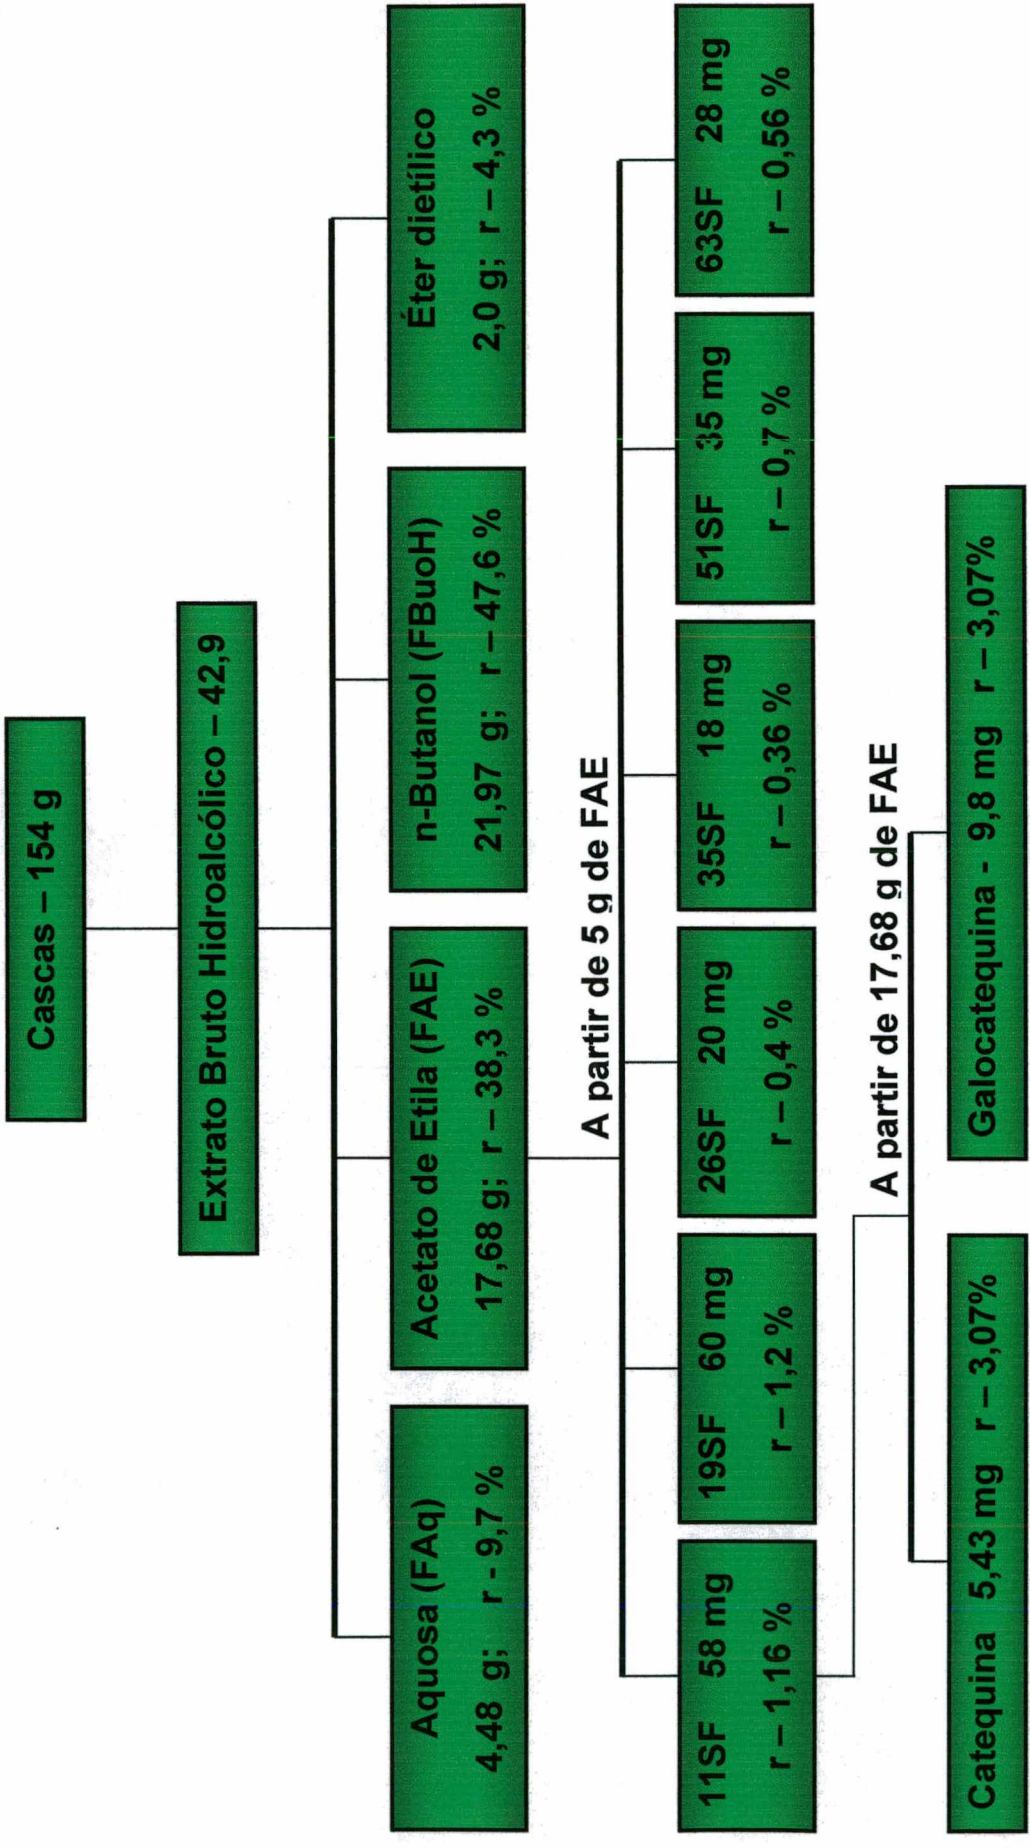 Cascas – 154 g
Extrato Bruto Hidroalcólico – 42,9
Aquosa (FAq)
4,48 g; r - 9,7 %
Acetato de Etila (FAE)
17,68 g; r – 38,3 %
n-Butanol (FBuoH)
21,97 g; r – 47,6 %
Éter dietílico
2,0 g; r – 4,3 %
A partir de 5 g de FAE
11SF 58 mg
r – 1,16 %
19SF 60 mg
r – 1,2 %
26SF 20 mg
r – 0,4 %
35SF 18 mg
r – 0,36 %
51SF 35 mg
r – 0,7 %
63SF 28 mg
r – 0,56 %
A partir de 17,68 g de FAE
Catequina 5,43 mg r – 3,07%
Galocatequina - 9,8 mg r – 3,07%